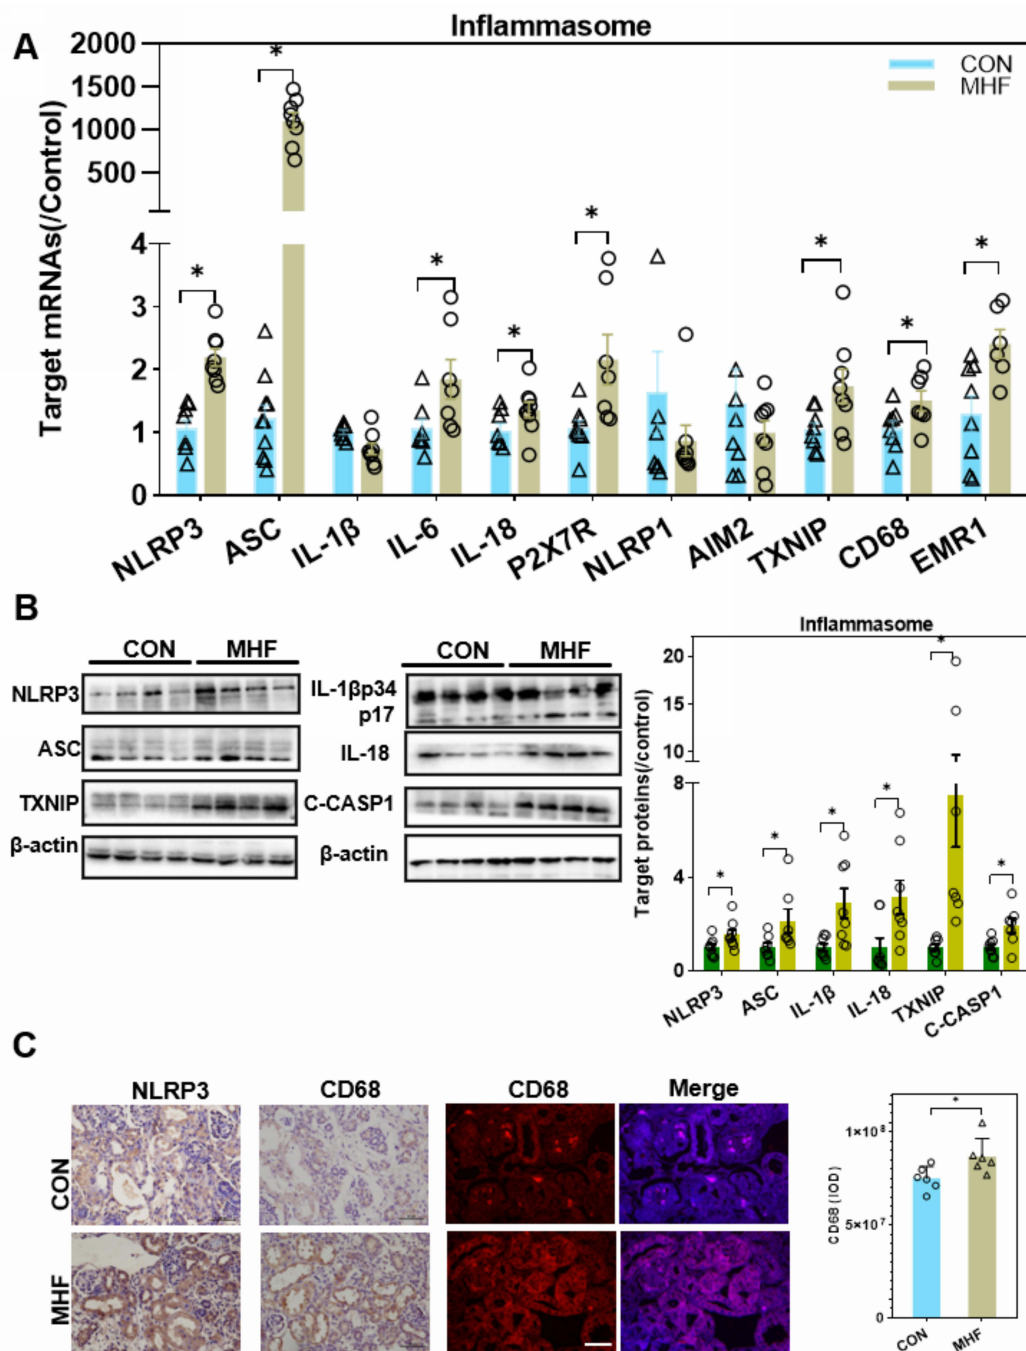 A
Inflammasome
Target mRNAs(/Control)
2000
1500
1000
500
4
3
2
1
0
CON
MHF
*
*
*
*
*
*
*
*
NLRP3
ASC
IL-1β
IL-6
IL-18
P2X7R
NLRP1
AIM2
TXNIP
CD68
EMR1
B
CON MHF
NLRP3
ASC
TXNIP
β-actin
CON MHF
IL-1βp34
p17
IL-18
C-CASP1
β-actin
Inflammasome
Target proteins(/control)
20
15
10
8
4
0
*
*
*
*
*
*
NLRP3
ASC
IL-1β
IL-18
TXNIP
C-CASP1
C
NLRP3 CD68 CD68 Merge
CON
MHF
CD68 (IOD)
1×10⁸
5×10⁷
0
*
CON
MHF